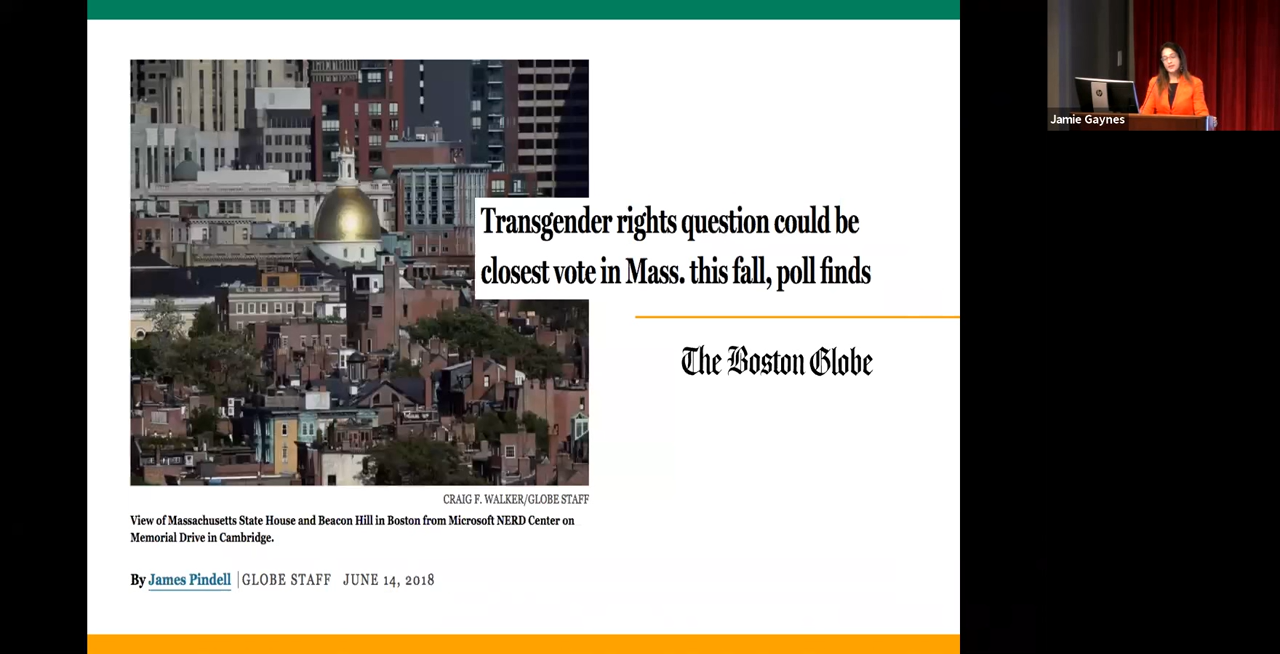 Transgender rights question could be
closest vote in Mass. this fall, poll finds
The Boston Globe
CRAIG F. WALKER/GLOBE STAFF
View of Massachusetts State House and Beacon Hill in Boston from Microsoft NERD Center on
Memorial Drive in Cambridge.
By James Pindell | GLOBE STAFF JUNE 14, 2018
hp
Jamie Gaynes